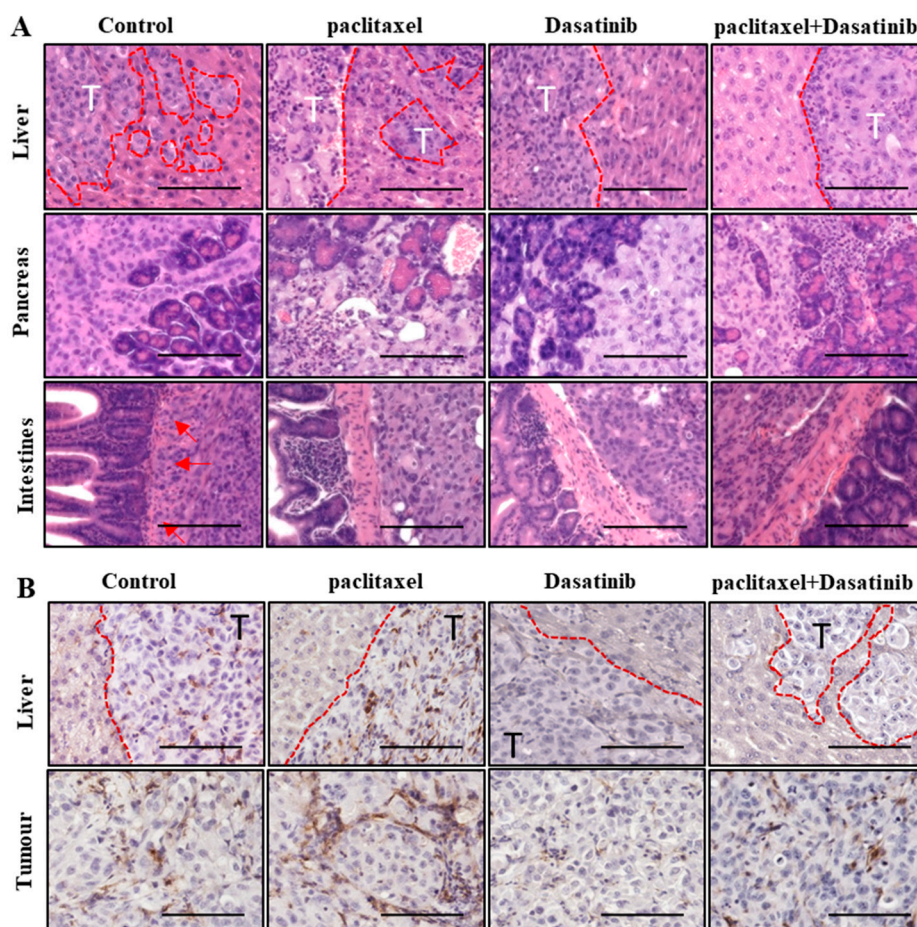 A
Control paclitaxel Dasatinib paclitaxel+Dasatinib
Liver
T T T T T
Pancreas
Intestines
B
Control paclitaxel Dasatinib paclitaxel+Dasatinib
Liver
T T T T
Tumour